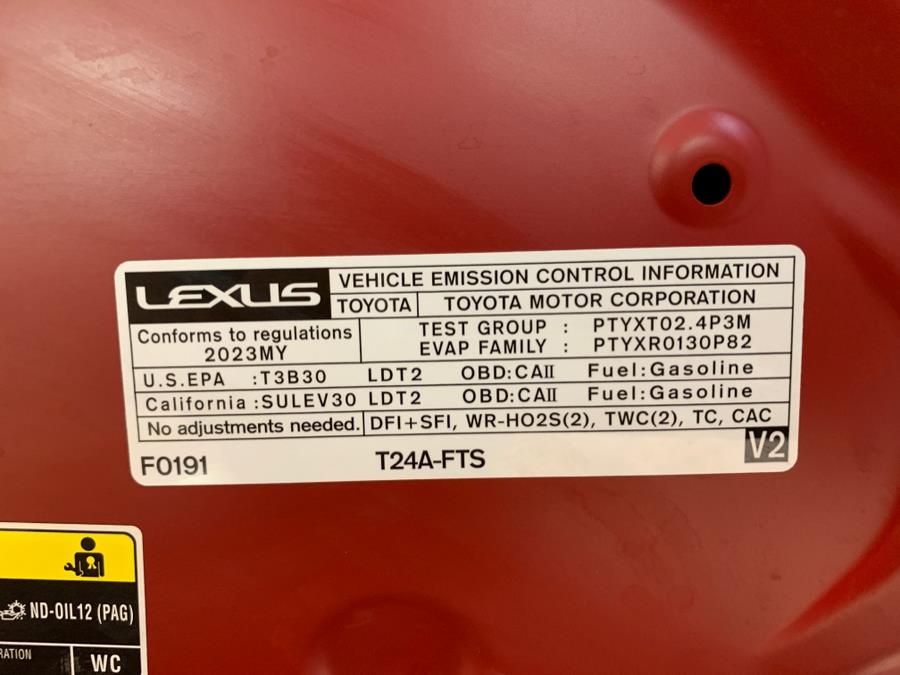 LEXUS VEHICLE EMISSION CONTROL INFORMATION
TOYOTA TOYOTA MOTOR CORPORATION
Conforms to regulations TEST GROUP : PTYXT02.4P3M
2023MY EVAP FAMILY : PTYXR0130P82
U.S.EPA :T3B30 LDT2 OBD:CAII Fuel:Gasoline
California :SULEV30 LDT2 OBD:CAII Fuel:Gasoline
No adjustments needed. DFI+SFI, WR-HO2S(2), TWC(2), TC, CAC
F0191 T24A-FTS V2
ND-OIL12 (PAG)
WC